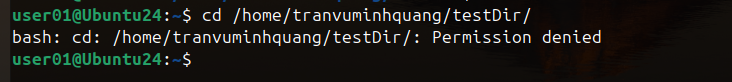 user01@Ubuntu24:~$ cd /home/tranvuminhquang/testDir/
bash: cd: /home/tranvuminhquang/testDir/: Permission denied
user01@Ubuntu24:~$